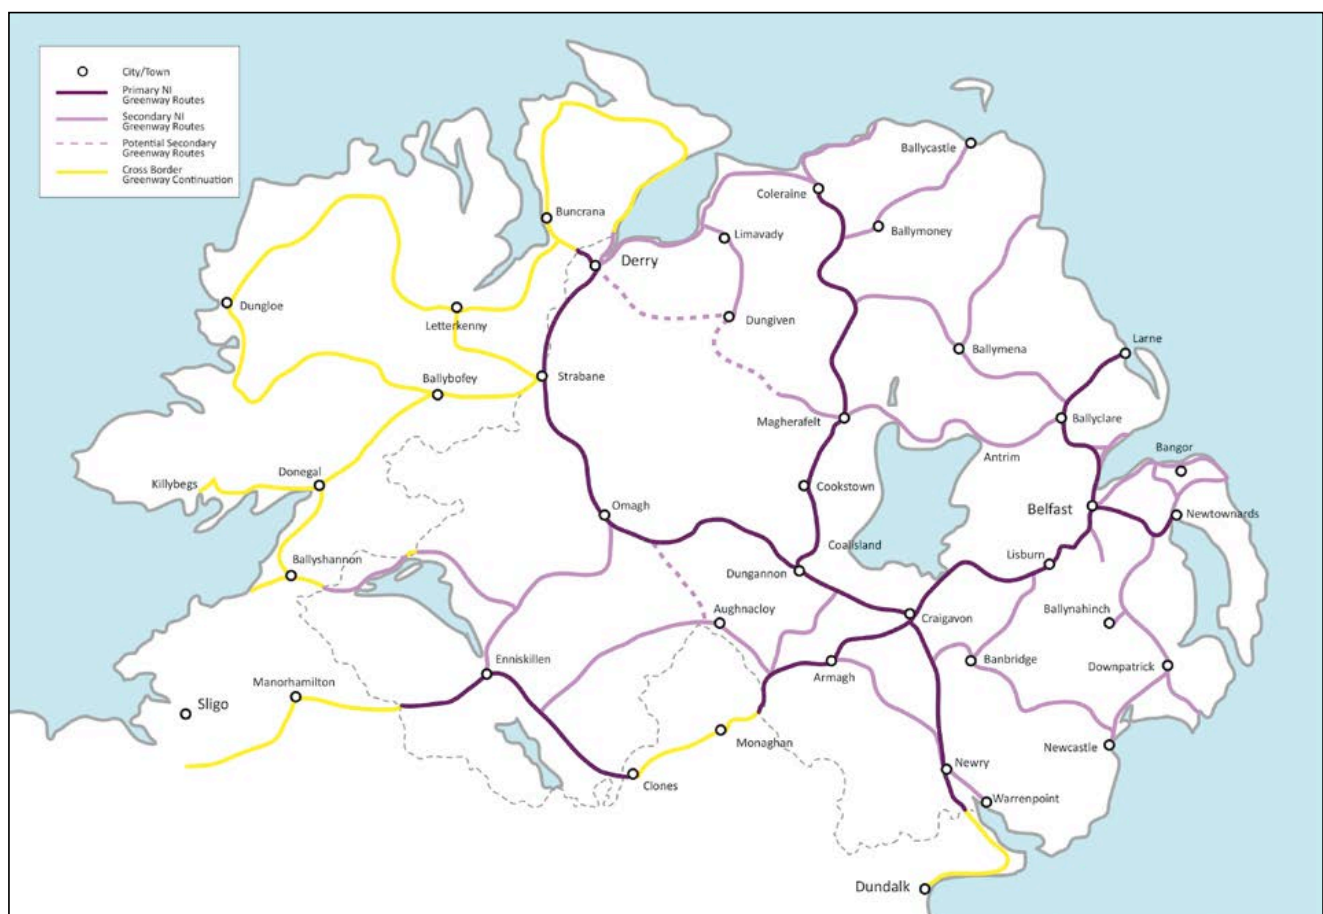 City/Town
Primary NI
Greenway Routes
Secondary NI
Greenway Routes
Potential Secondary
Greenway Routes
Cross Border
Greenway Continuation
Ballycastle
Coleraine
Buncrana
Ballymoney
Limavady
Derry
Dungloe
Dungiven
Letterkenny
Larne
Ballymena
Ballybofey
Strabane
Magherafelt
Ballyclare
Bangor
Antrim
Donegal
Killybegs
Cookstown
Omagh
Belfast
Newtownards
Coalisland
Lisburn
Ballyshannon
Dungannon
Aughnacloy
Craigavon
Ballynahinch
Enniskillen
Banbridge
Downpatrick
Armagh
Manorhamilton
Sligo
Monaghan
Newcastle
Newry
Clones
Warrenpoint
Dundalk